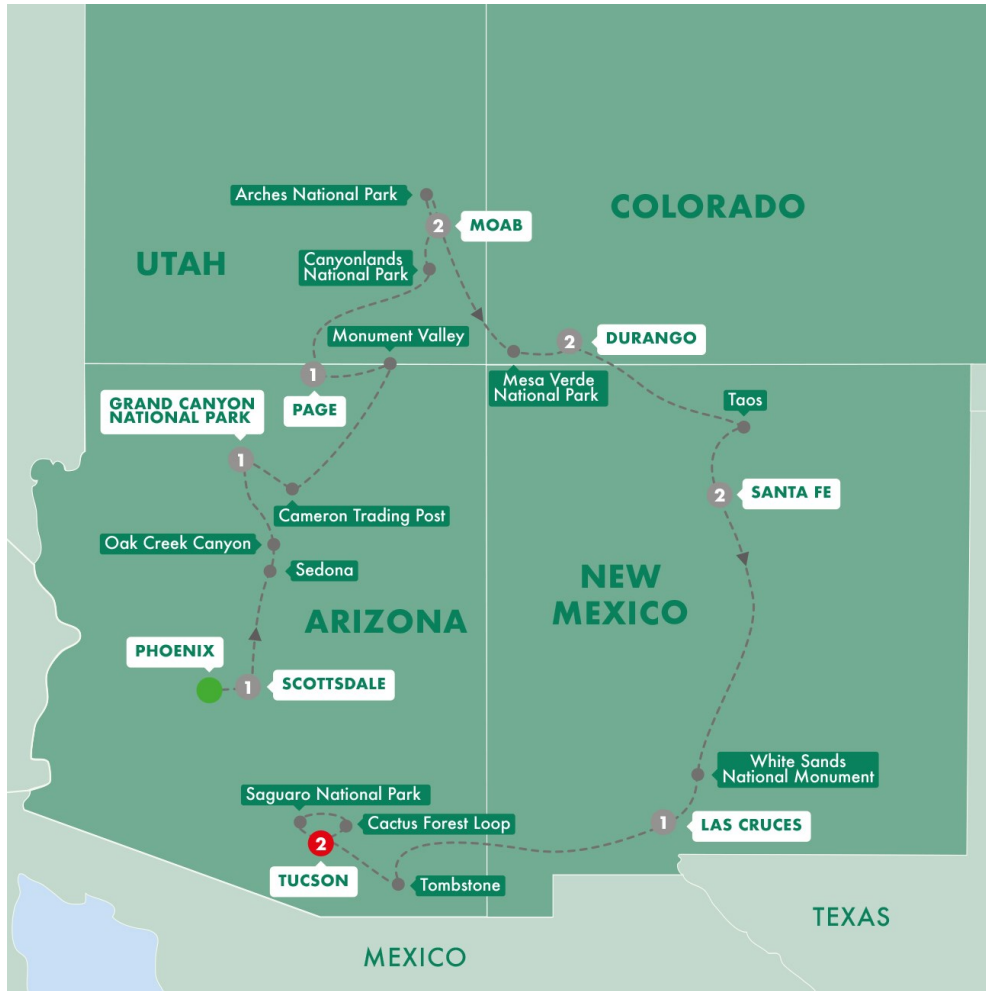 Arches National Park
2
MOAB
COLORADO
UTAH
Canyonlands
National Park
Monument Valley
2
DURANGO
1
PAGE
Mesa Verde
National Park
GRAND CANYON
NATIONAL PARK
Taos
1
2
SANTA FE
Cameron Trading Post
Oak Creek Canyon
Sedona
NEW
MEXICO
ARIZONA
PHOENIX
1
SCOTTSDALE
White Sands
National Monument
Saguaro National Park
Cactus Forest Loop
1
LAS CRUCES
2
TUCSON
Tombstone
TEXAS
MEXICO